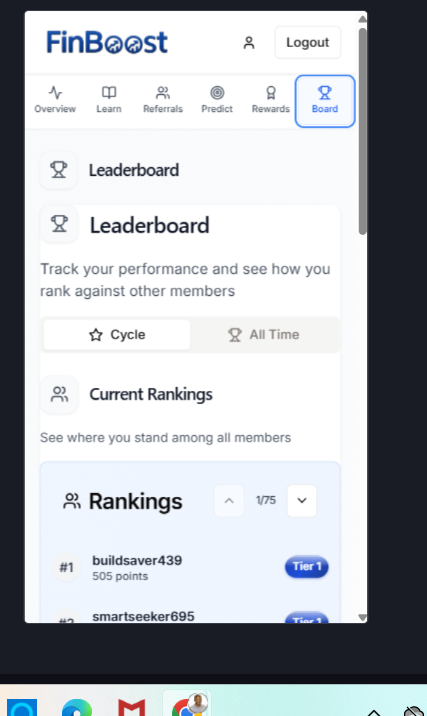 FinBoost
Logout
Overview
Learn
Referrals
Predict
Rewards
Board
Leaderboard
Leaderboard
Track your performance and see how you
rank against other members
Cycle
All Time
Current Rankings
See where you stand among all members
Rankings
1/75
#1
buildsaver439
505 points
Tier 1
#2
smartseeker695
Tier 1